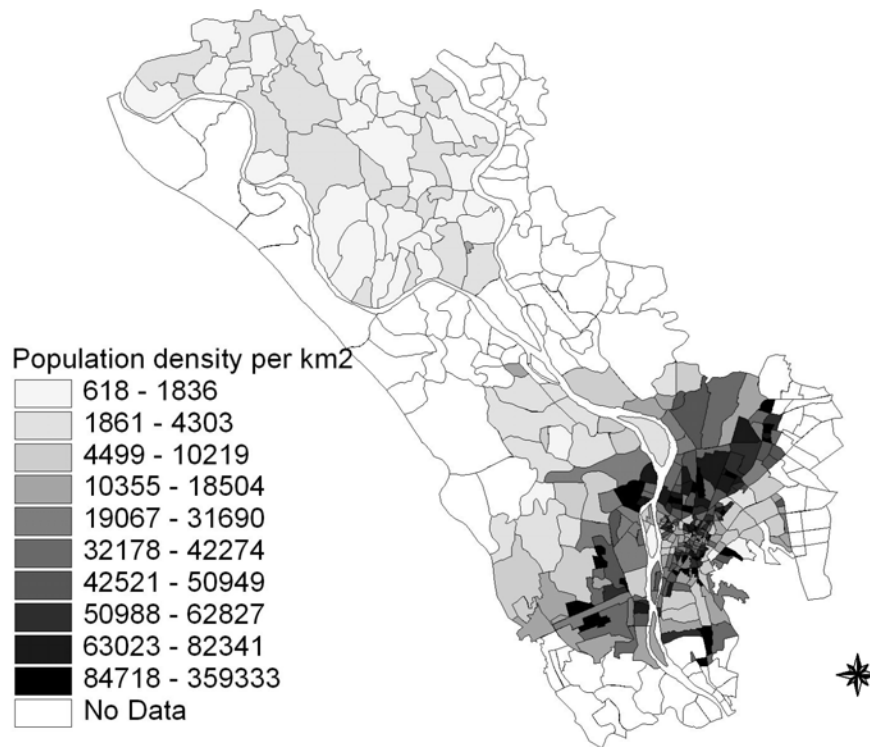 Population density per km2
618 - 1836
1861 - 4303
4499 - 10219
10355 - 18504
19067 - 31690
32178 - 42274
42521 - 50949
50988 - 62827
63023 - 82341
84718 - 359333
No Data